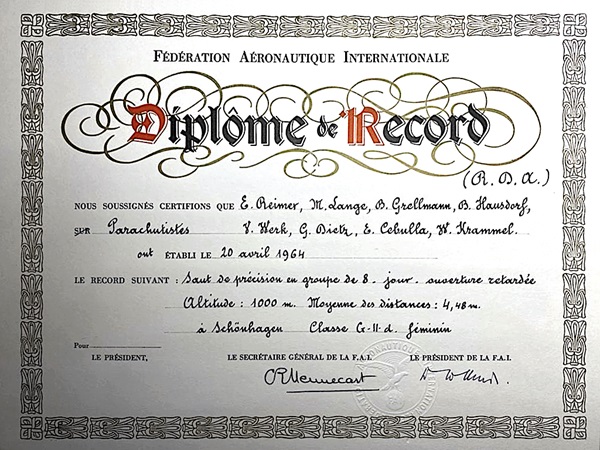 FÉDÉRATION AÉRONAUTIQUE INTERNATIONALE
Diplôme de Record
(R. D. A.)
NOUS SOUSSIGNÉS CERTIFIONS QUE E. Reimer, M. Lange, B. Grellmann, B. Hausdorf,
SUR Parachutistes V. Werk, G. Dietz, E. Cebulla, W. Krammel.
ont ÉTABLI LE 20 avril 1964
LE RECORD SUIVANT : Saut de précision en groupe de 8 - jour - ouverture retardée
Altitude : 1000 m. Moyenne des distances : 4,48 m.
à Schönhagen Classe G-II-d. féminin
Pour
LE PRÉSIDENT, LE SECRÉTAIRE GÉNÉRAL DE LA F.A.I. LE PRÉSIDENT DE LA F.A.I.